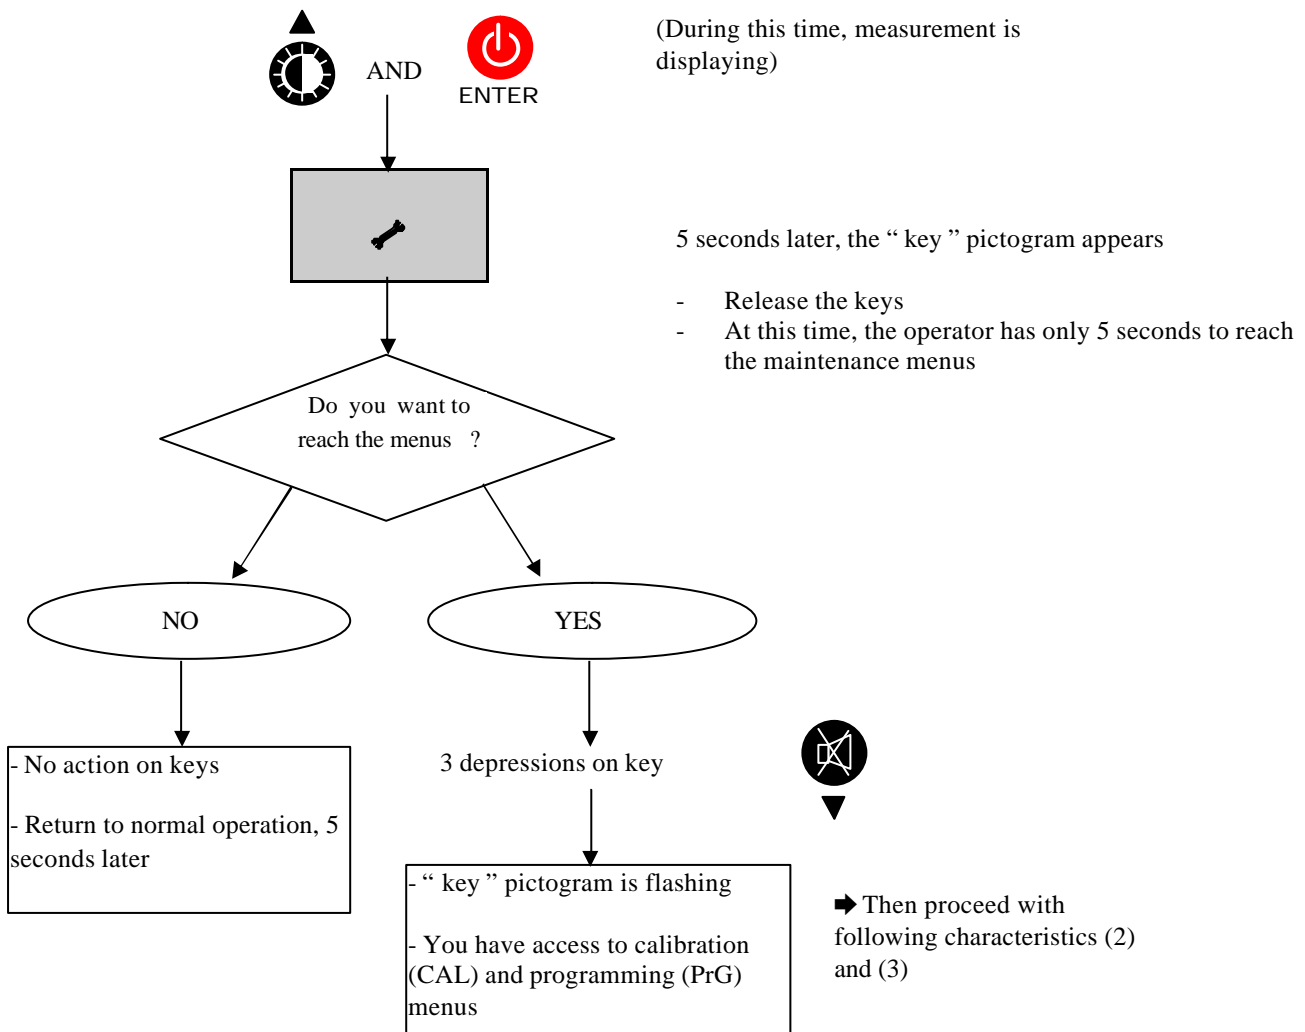 (During this time, measurement is
displaying)
AND
ENTER
5 seconds later, the “ key ” pictogram appears
- Release the keys
- At this time, the operator has only 5 seconds to reach
the maintenance menus
Do you want to
reach the menus ?
NO
YES
- No action on keys
- Return to normal operation, 5
seconds later
3 depressions on key
- “ key ” pictogram is flashing
- You have access to calibration
(CAL) and programming (PrG)
menus
➡ Then proceed with
following characteristics (2)
and (3)